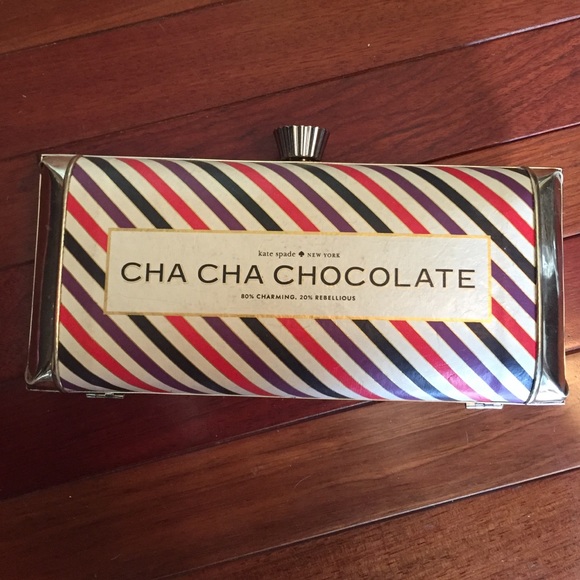 kate spade ♠ NEW YORK
CHA CHA CHOCOLATE
80% CHARMING, 20% REBELLIOUS